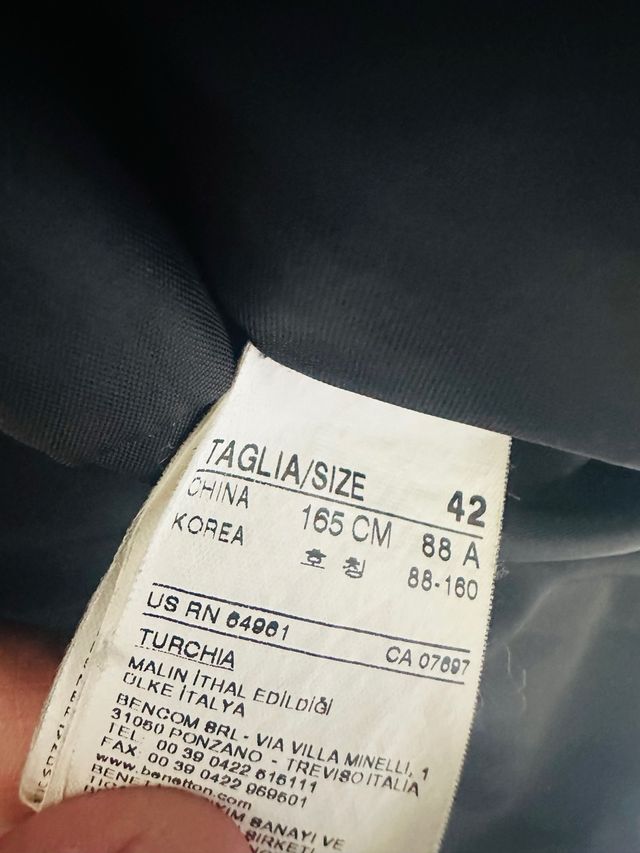 TAGLIA/SIZE 42
CHINA 165 CM 88 A
KOREA 호칭 88-160
US RN 64961 CA 07697
TURCHIA
MALIN İTHAL EDİLDİĞİ
ÜLKE İTALYA
BENCOM SRL - VIA VILLA MINELLI, 1
31050 PONZANO - TREVISO ITALIA
TEL. 00 39 0422 519111
FAX 00 39 0422 969501
www.benetton.com
SANAYI VE